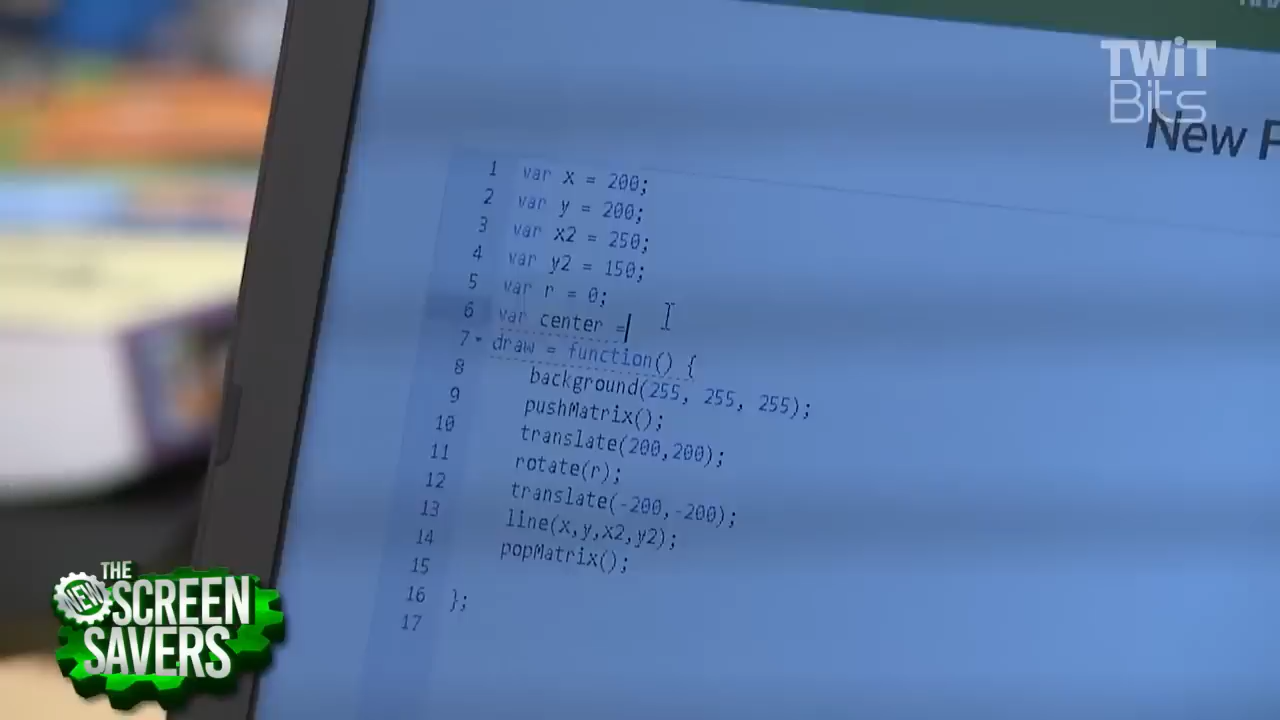 TWiT
Bits
New P
1 var x = 200;
2 var y = 200;
3 var x2 = 250;
4 var y2 = 150;
5 var r = 0;
6 var center =
7 draw = function() {
8 background(255, 255, 255);
9 pushMatrix();
10 translate(200,200);
11 rotate(r);
12 translate(-200,-200);
13 line(x,y,x2,y2);
14 popMatrix();
15
16 };
17
THE
NEW SCREEN
SAVERS